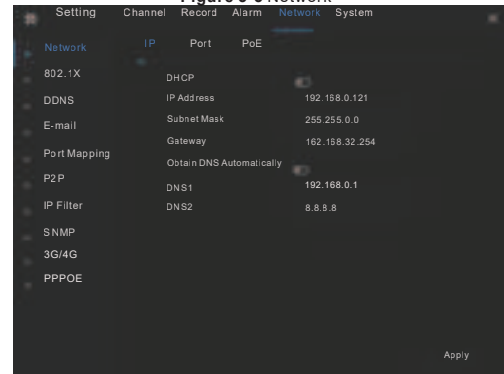 Setting Channel Record Alarm Network System
Network IP Port PoE
802.1X
DHCP
DDNS
IP Address 192.168.0.121
E-mail
Subnet Mask 255.255.0.0
Gateway 162.168.32.254
Port Mapping
Obtain DNS Automatically
P2P
DNS1 192.168.0.1
IP Filter
DNS2 8.8.8.8
SNMP
3G/4G
PPPOE
Apply